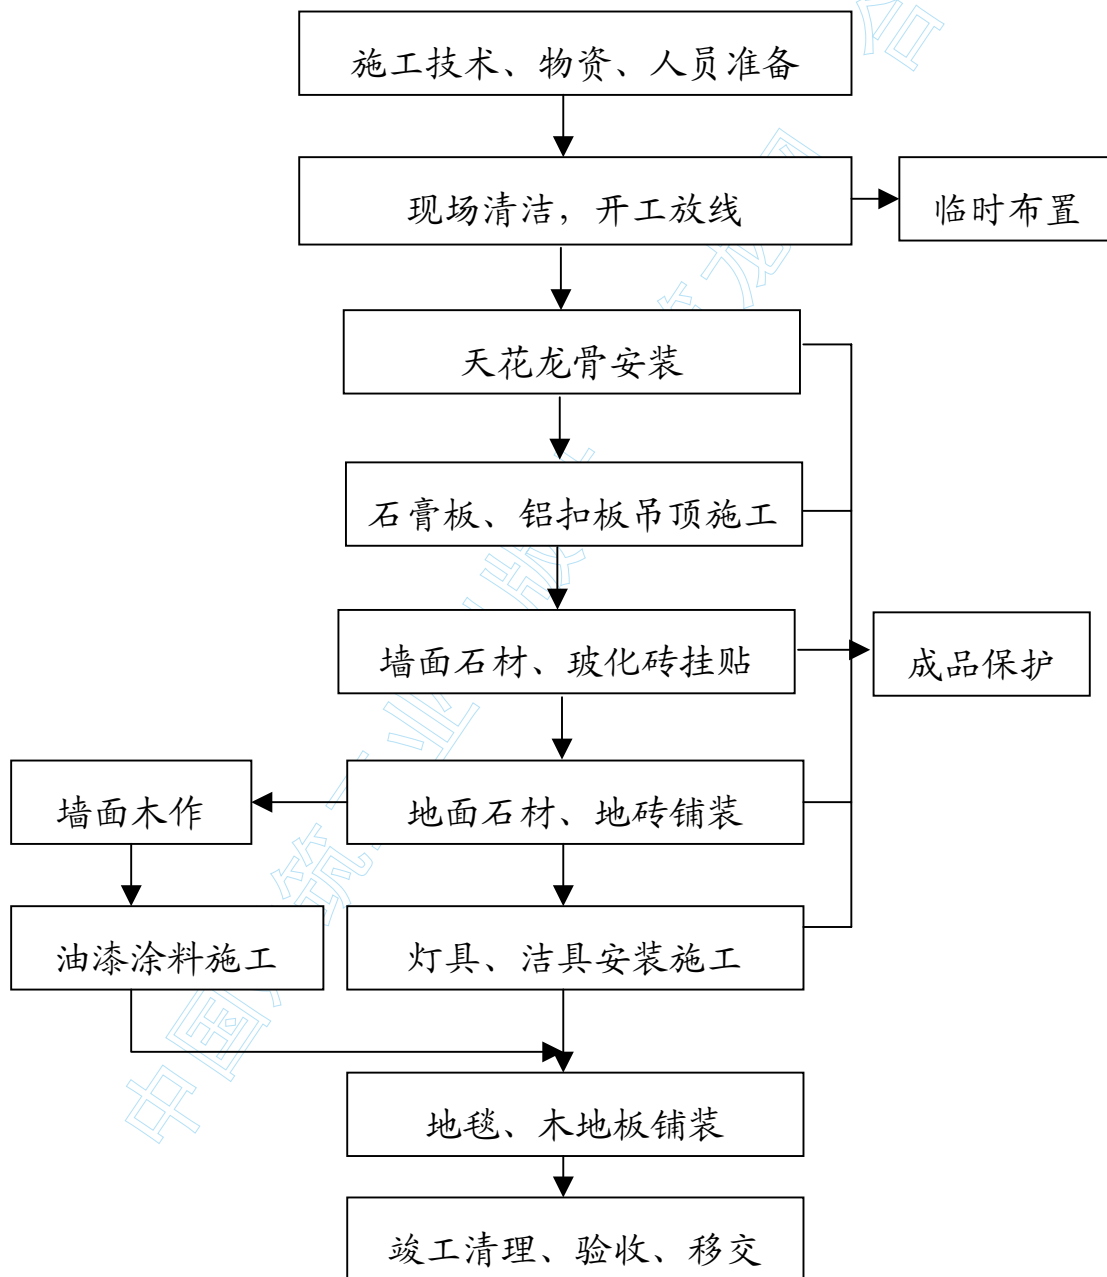 施工技术、物资、人员准备
现场清洁，开工放线
临时布置
天花龙骨安装
石膏板、铝扣板吊顶施工
墙面石材、玻化砖挂贴
成品保护
墙面木作
地面石材、地砖铺装
油漆涂料施工
灯具、洁具安装施工
地毯、木地板铺装
竣工清理、验收、移交